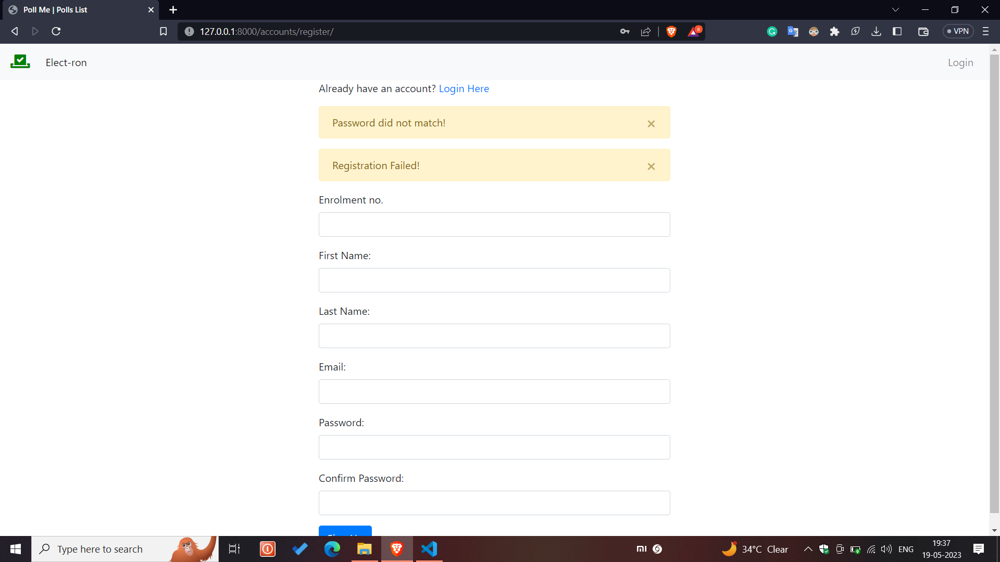 Poll Me | Polls List
127.0.0.1:8000/accounts/register/
8
VPN
Elect-ron
Login
Already have an account? Login Here
Password did not match!
Registration Failed!
Enrolment no.
First Name:
Last Name:
Email:
Password:
Confirm Password:
Type here to search
34°C Clear
ENG
19:37
19-05-2023